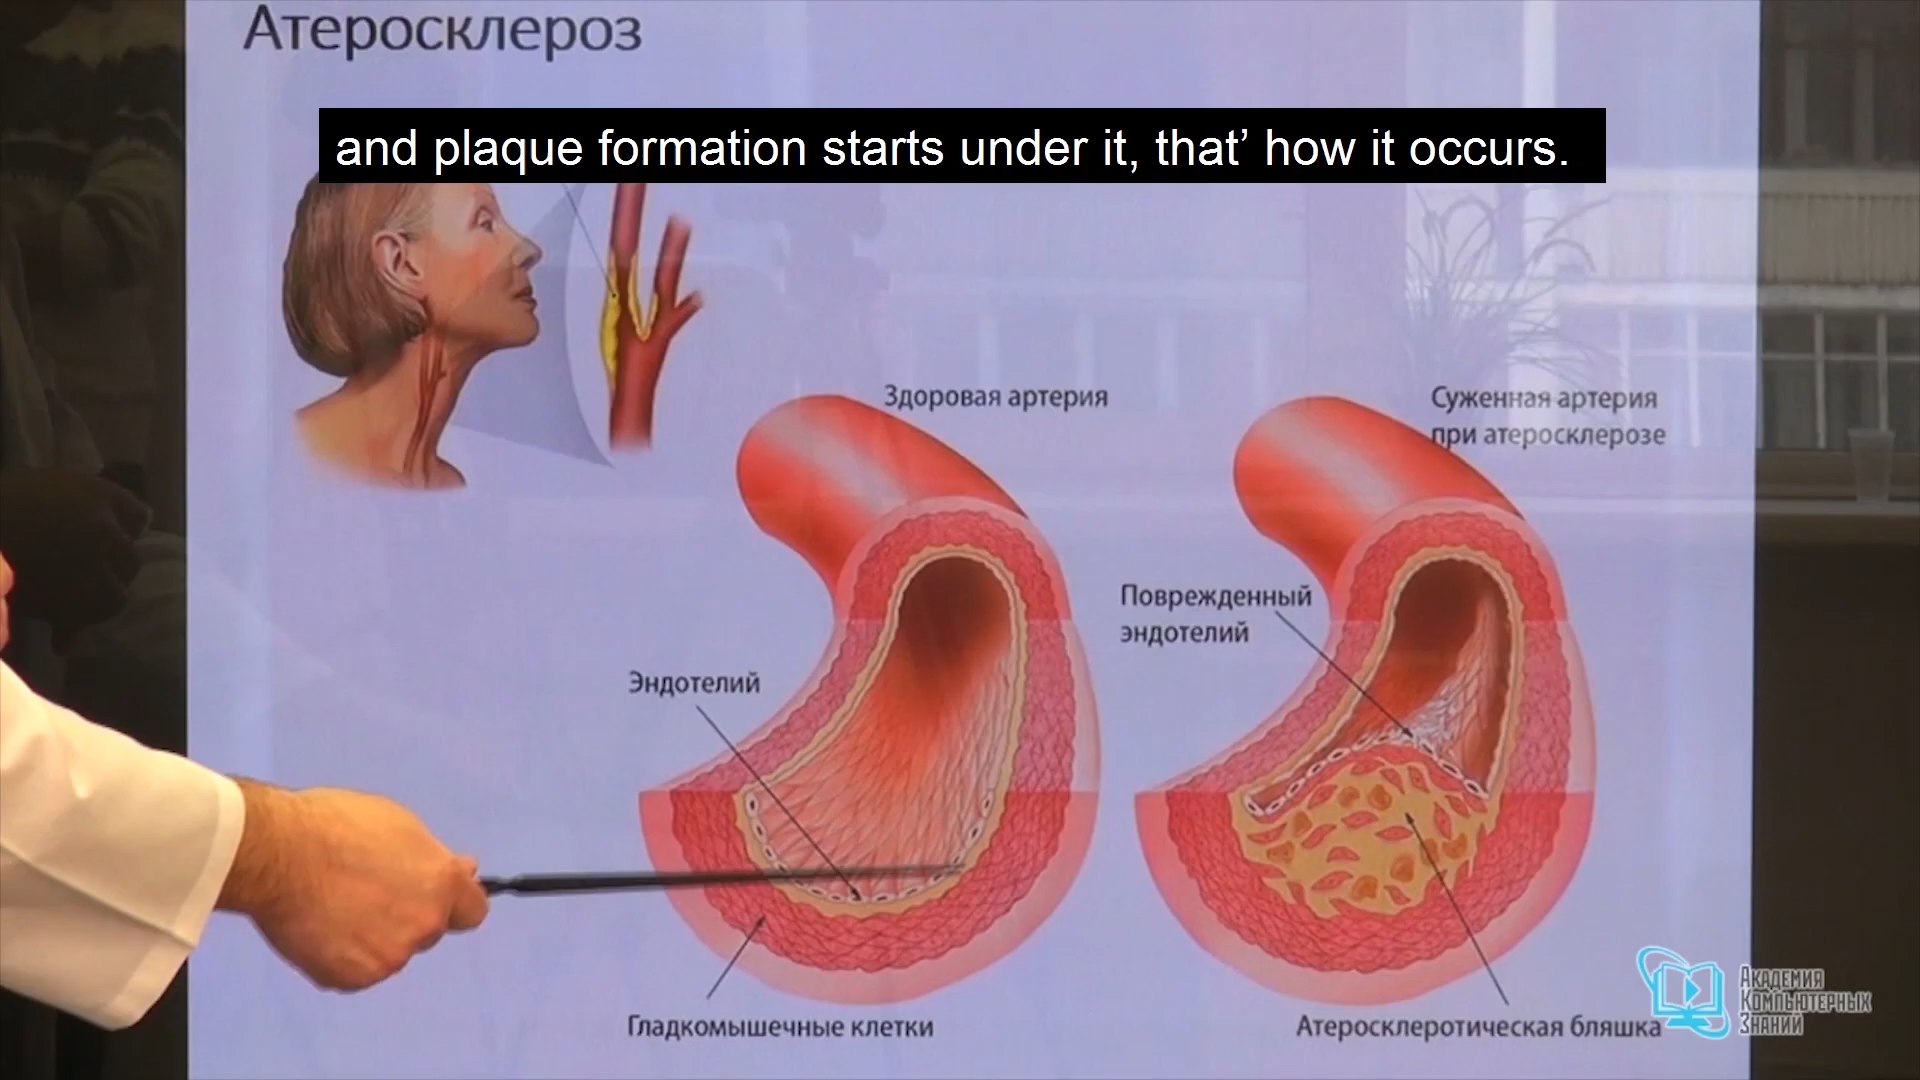 Атеросклероз
and plaque formation starts under it, that’ how it occurs.
Здоровая артерия
Суженная артерия
при атеросклерозе
Поврежденный
эндотелий
Эндотелий
Гладкомышечные клетки
Атеросклеротическая бляшка
Академия
Компьютерных
Знаний